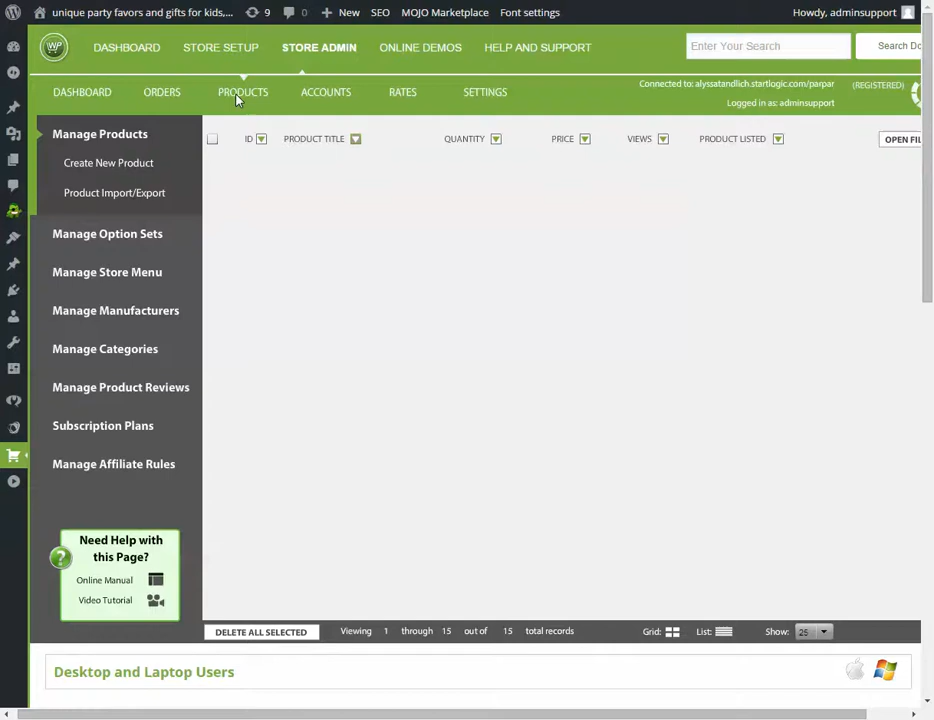 unique party favors and gifts for kids,... 9 0 New SEO MOJO Marketplace Font settings Howdy, adminsupport
WP DASHBOARD STORE SETUP STORE ADMIN ONLINE DEMOS HELP AND SUPPORT Enter Your Search Search Do
DASHBOARD ORDERS PRODUCTS ACCOUNTS RATES SETTINGS
Connected to: alyssatandlich.startlogic.com/parpar (REGISTERED)
Logged in as: adminsupport
Manage Products
Create New Product
Product Import/Export
Manage Option Sets
Manage Store Menu
Manage Manufacturers
Manage Categories
Manage Product Reviews
Subscription Plans
Manage Affiliate Rules
Need Help with
this Page?
?
Online Manual
Video Tutorial
ID PRODUCT TITLE QUANTITY PRICE VIEWS PRODUCT LISTED OPEN FIL
DELETE ALL SELECTED Viewing 1 through 15 out of 15 total records Grid: List: Show: 25
Desktop and Laptop Users